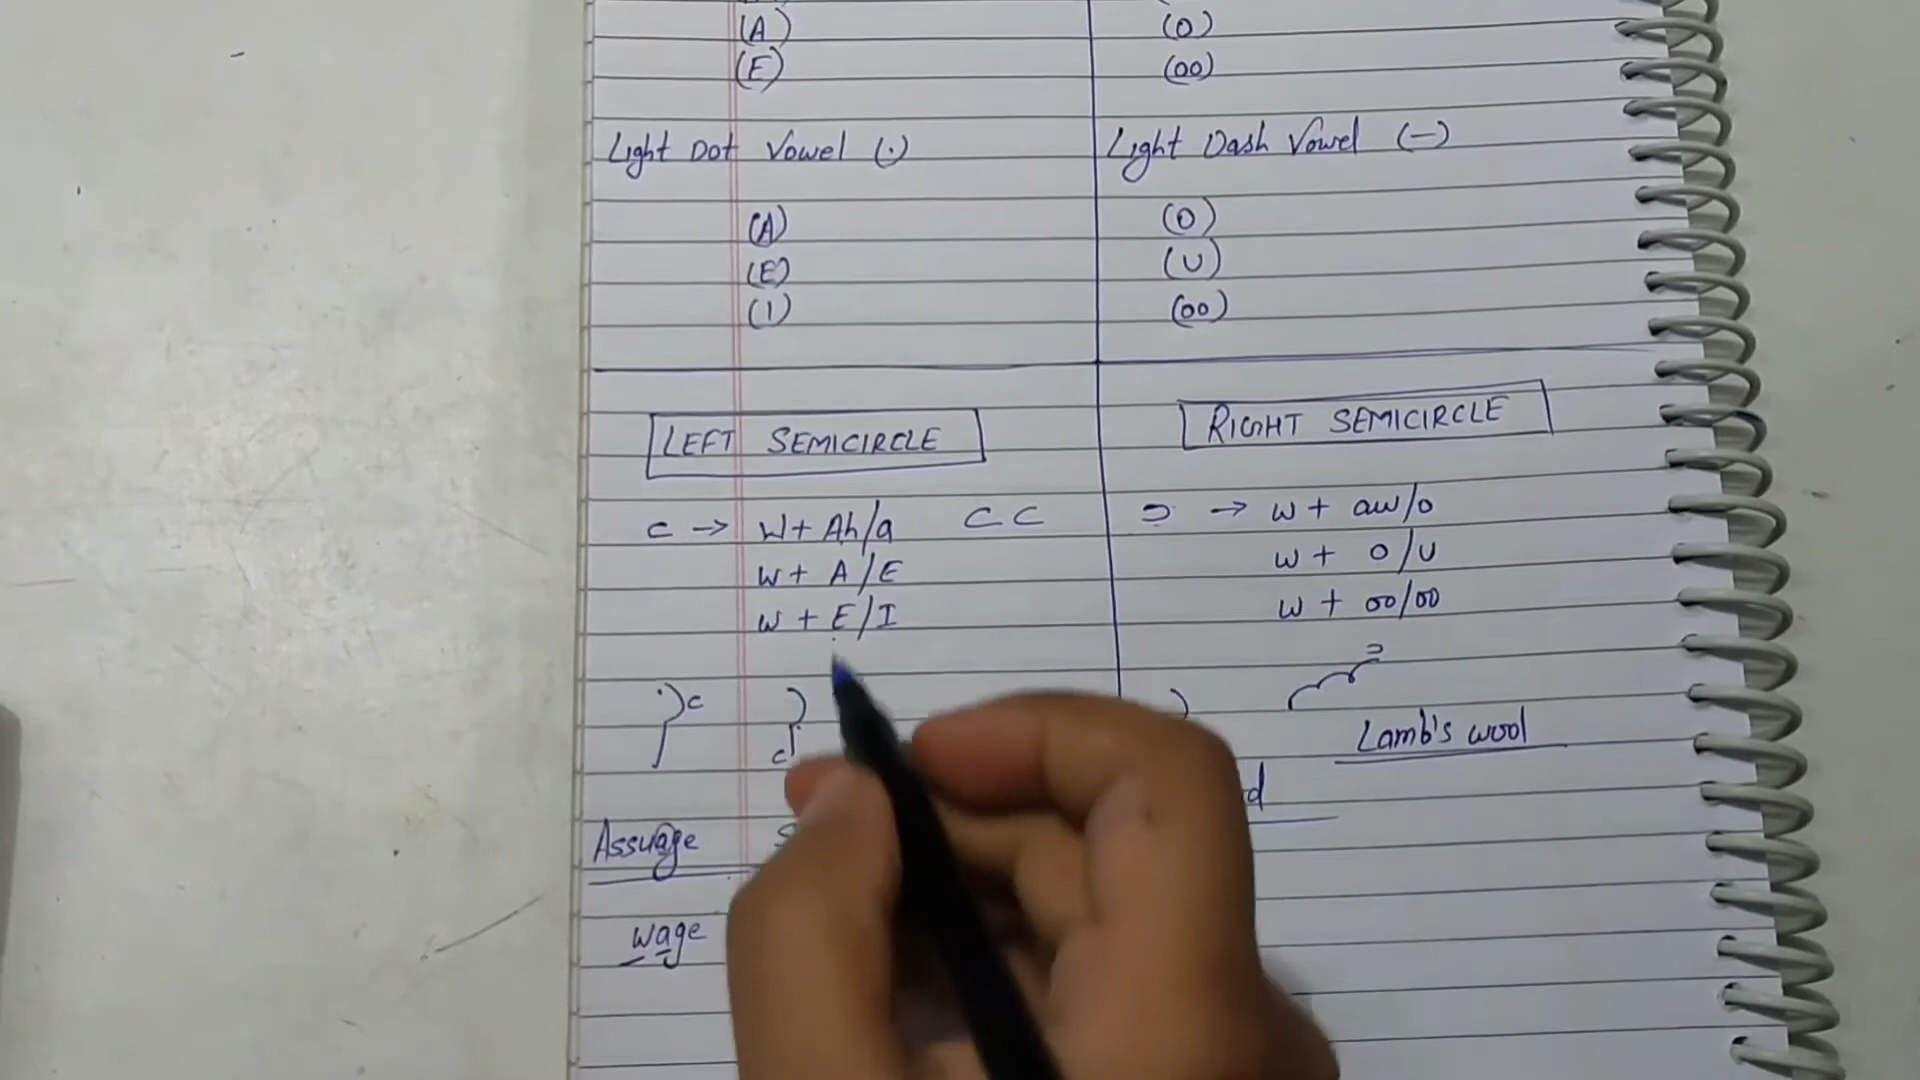 (A) (O)
(E) (oo)
Light Dot Vowel (.) Light Dash Vowel (—)
(A) (O)
(E) (U)
(I) (oo)
LEFT SEMICIRCLE RIGHT SEMICIRCLE
c → W + Ah/a c c ɔ → w + aw/o
w + A/E w + O/U
w + E/I w + oo/oo
Lamb's wool
Assuage
wage